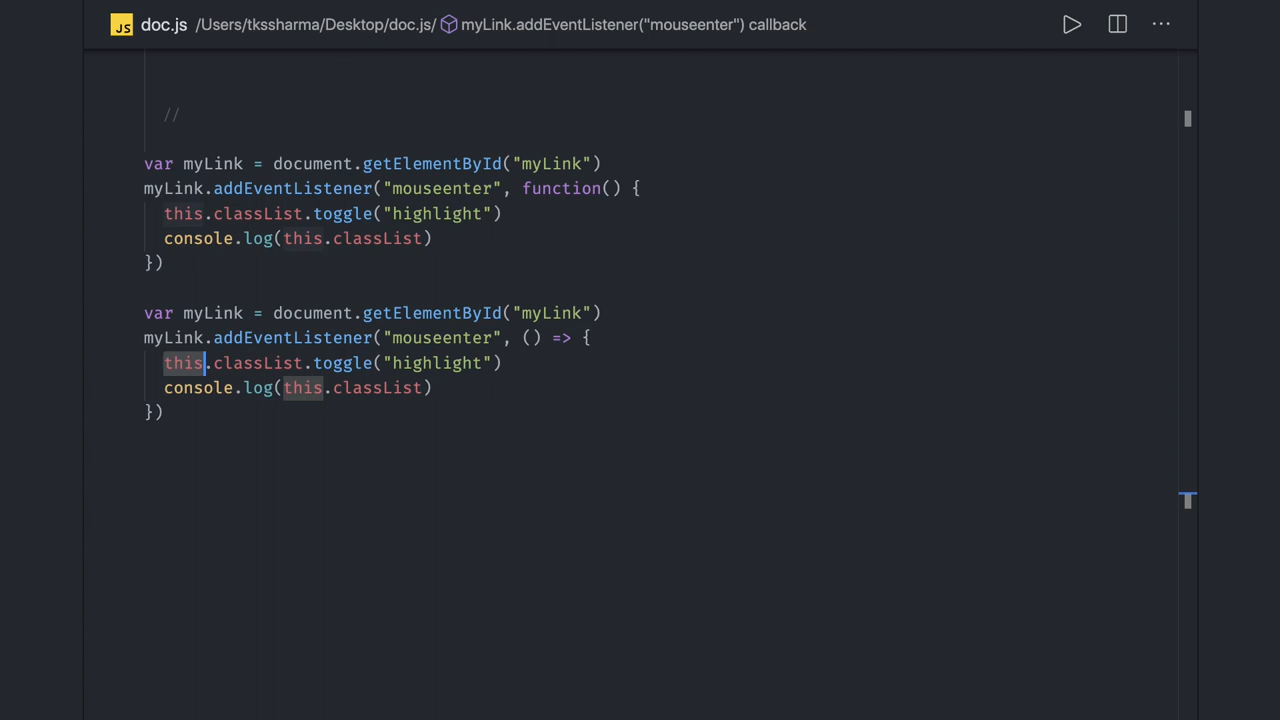 JS doc.js /Users/tkssharma/Desktop/doc.js/ myLink.addEventListener("mouseenter") callback
//
var myLink = document.getElementById("myLink")
myLink.addEventListener("mouseenter", function() {
this.classList.toggle("highlight")
console.log(this.classList)
})
var myLink = document.getElementById("myLink")
myLink.addEventListener("mouseenter", () => {
this.classList.toggle("highlight")
console.log(this.classList)
})